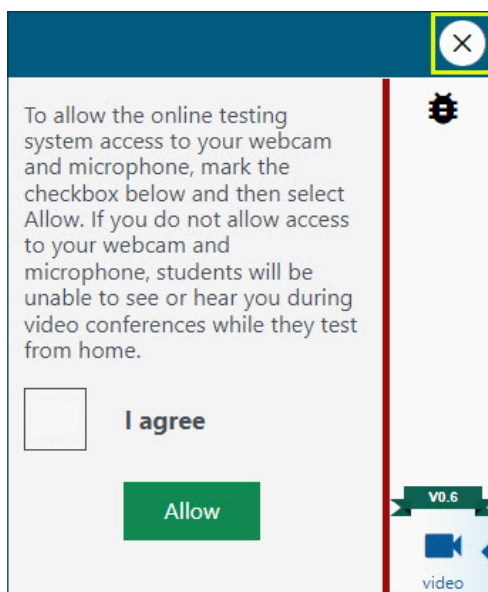 To allow the online testing
system access to your webcam
and microphone, mark the
checkbox below and then select
Allow. If you do not allow access
to your webcam and
microphone, students will be
unable to see or hear you during
video conferences while they test
from home.
I agree
Allow
V0.6
video